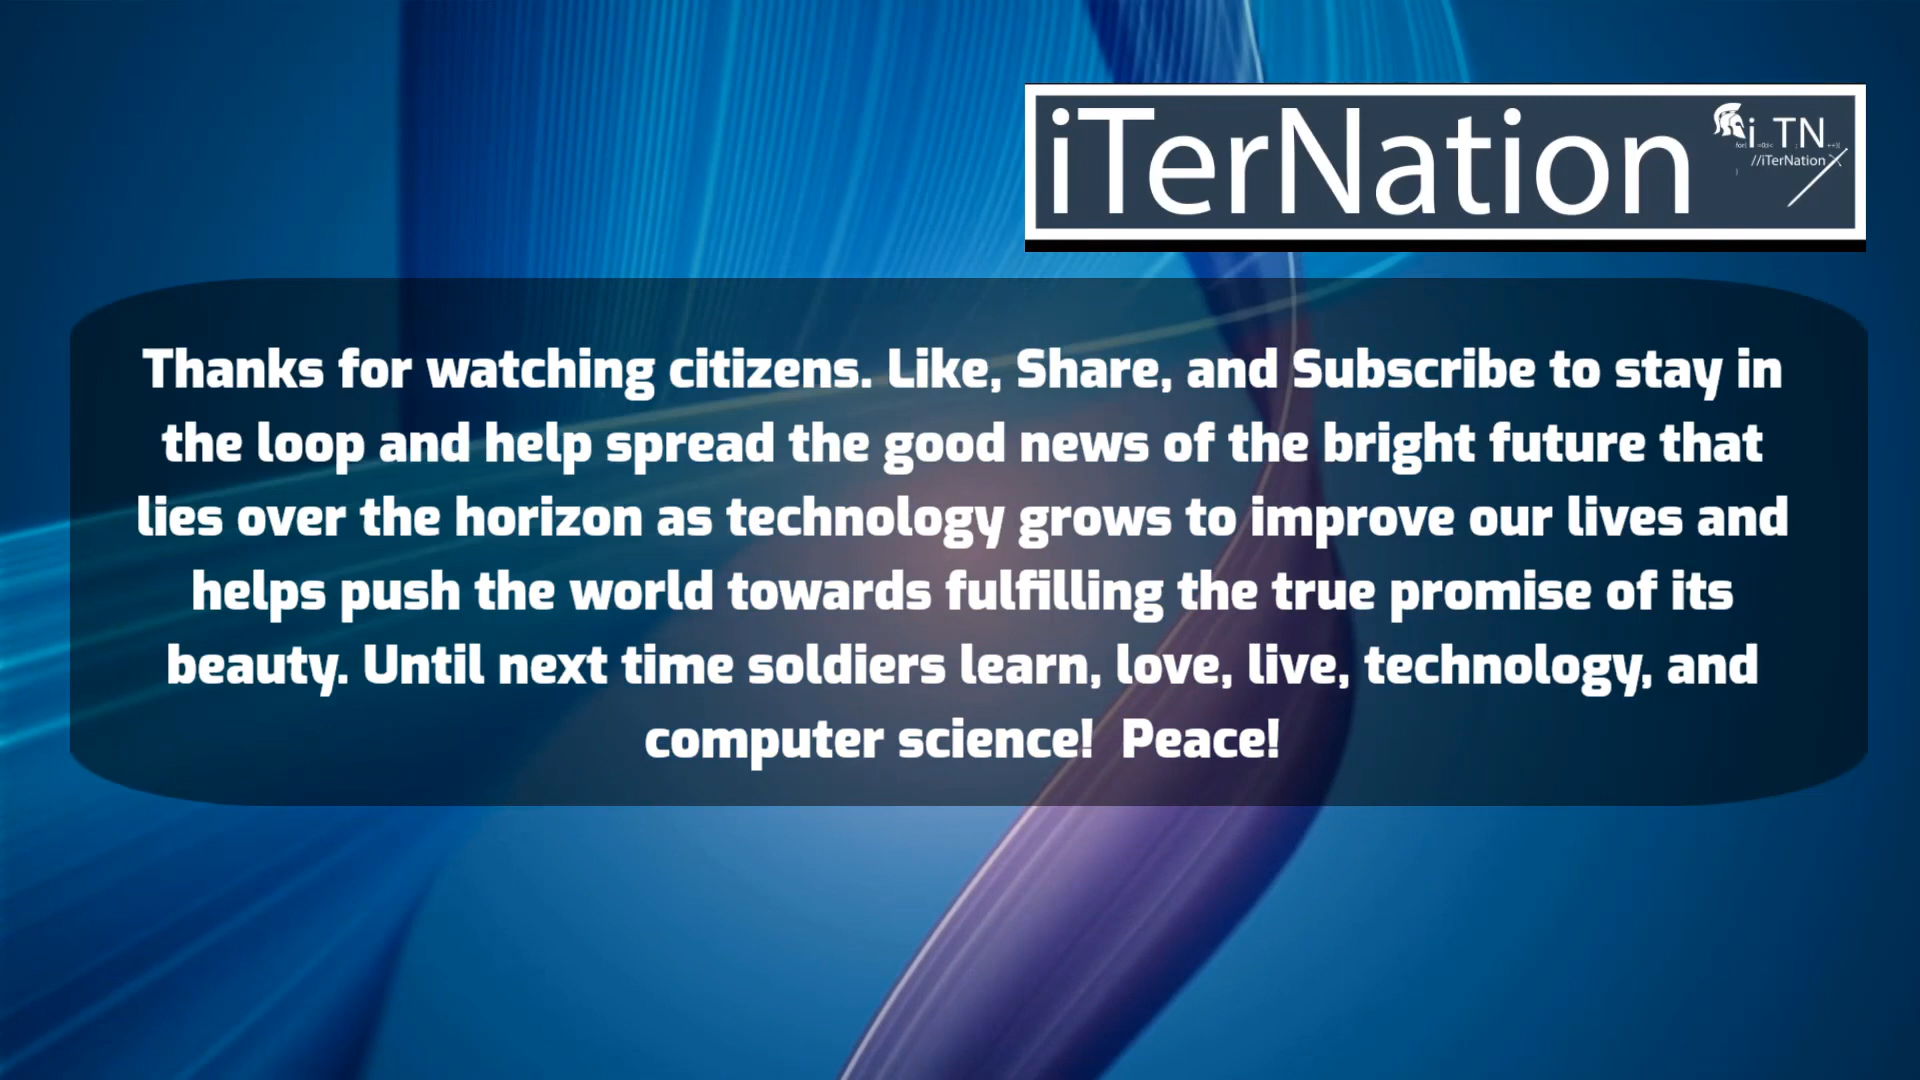 iTerNation
i TN
//iTerNation
Thanks for watching citizens. Like, Share, and Subscribe to stay in
the loop and help spread the good news of the bright future that
lies over the horizon as technology grows to improve our lives and
helps push the world towards fulfilling the true promise of its
beauty. Until next time soldiers learn, love, live, technology, and
computer science!  Peace!